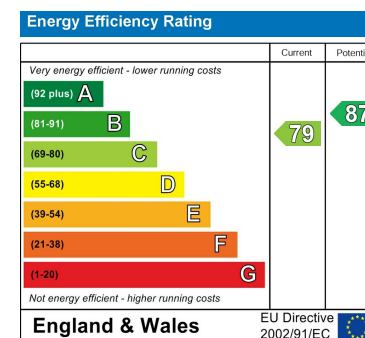 Energy Efficiency Rating
Current Potenti
Very energy efficient - lower running costs
(92 plus) A
(81-91) B
(69-80) C
(55-68) D
(39-54) E
(21-38) F
(1-20) G
79
87
Not energy efficient - higher running costs
England & Wales
EU Directive
2002/91/EC